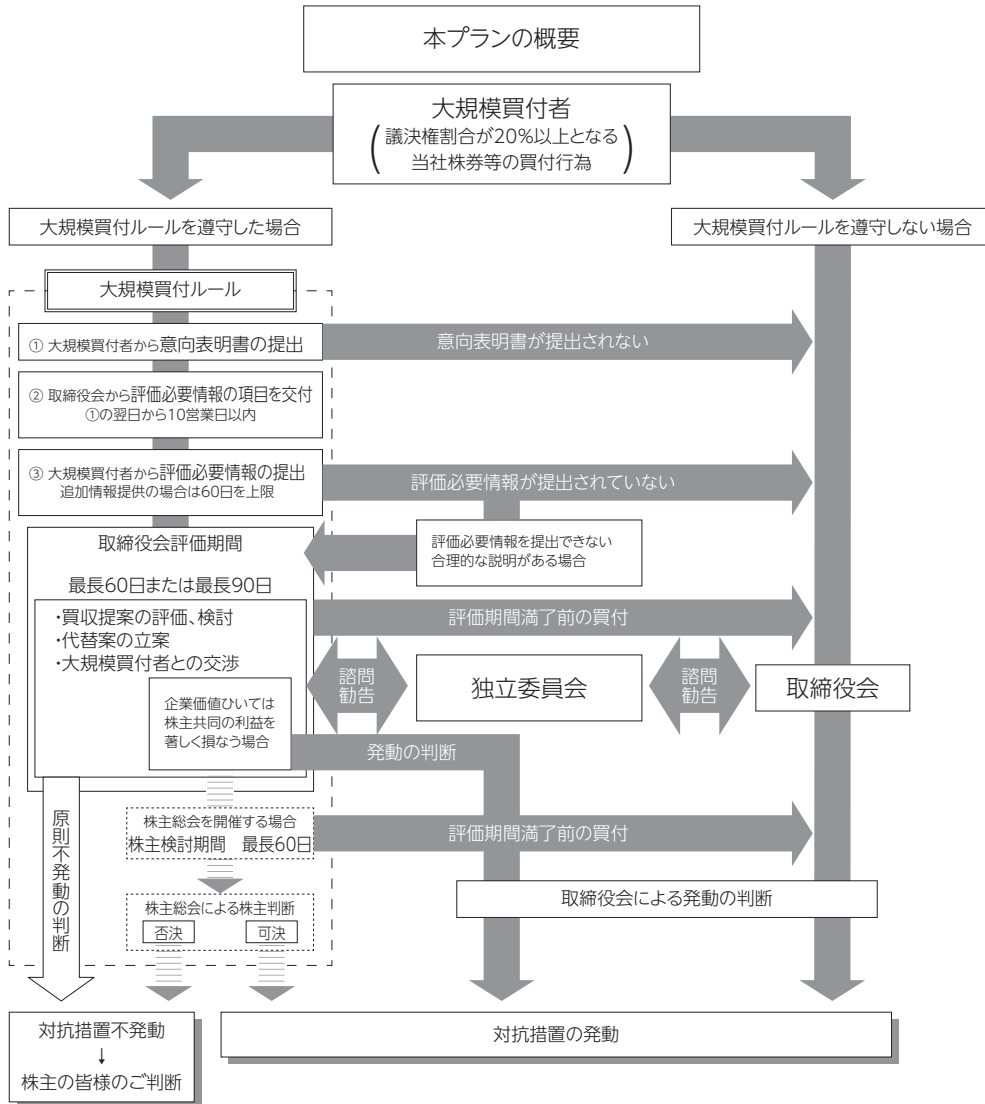 本プランの概要
大規模買付者
議決権割合が20%以上となる
当社株券等の買付行為
大規模買付ルールを遵守した場合
大規模買付ルールを遵守しない場合
大規模買付ルール
① 大規模買付者から意向表明書の提出
意向表明書が提出されない
② 取締役会から評価必要情報の項目を交付
①の翌日から10営業日以内
③ 大規模買付者から評価必要情報の提出
追加情報提供の場合は60日を上限
評価必要情報が提出されていない
取締役会評価期間
評価必要情報を提出できない
合理的な説明がある場合
最長60日または最長90日
・買収提案の評価、検討
・代替案の立案
・大規模買付者との交渉
評価期間満了前の買付
諮問
勧告
独立委員会
諮問
勧告
取締役会
企業価値ひいては
株主共同の利益を
著しく損なう場合
発動の判断
原則不発動の判断
株主総会を開催する場合
株主検討期間 最長60日
評価期間満了前の買付
取締役会による発動の判断
株主総会による株主判断
否決
可決
対抗措置不発動
↓
株主の皆様のご判断
対抗措置の発動